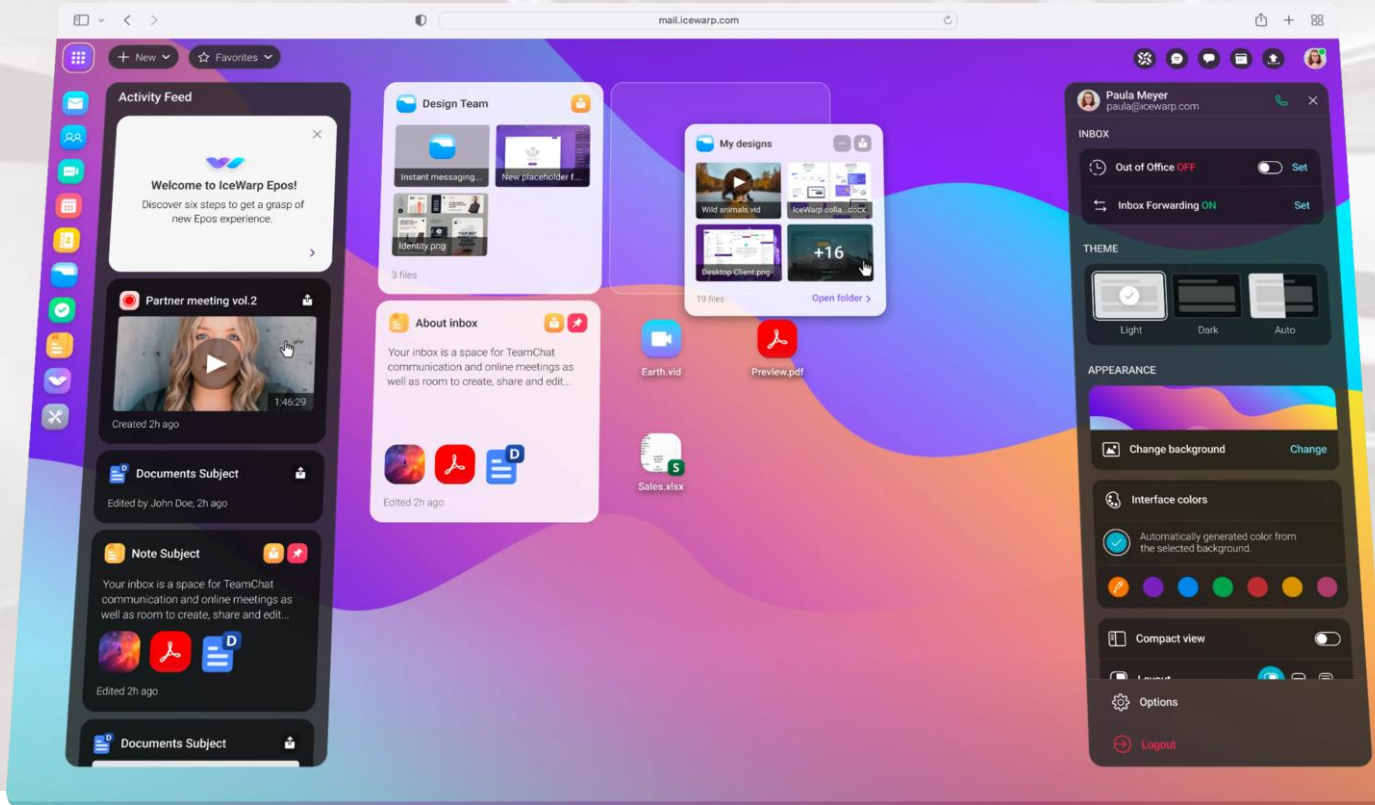 mail.icewarp.com
New
Favorites
Activity Feed
Welcome to IceWarp Epos!
Discover six steps to get a grasp of
new Epos experience.
Partner meeting vol.2
1:46:29
Created 2h ago
D
Documents Subject
Edited by John Doe, 2h ago
Note Subject
Your inbox is a space for TeamChat
communication and online meetings as
well as room to create, share and edit...
D
Edited 2h ago
D
Documents Subject
Design Team
Instant messaging...
New placeholder f...
Identity.png
3 files
About inbox
Your inbox is a space for TeamChat
communication and online meetings as
well as room to create, share and edit...
D
Edited 2h ago
My designs
Wild animals.vid
IceWarp colla...docx
Desktop Client.png
+16
19 files
Open folder
Earth.vid
Preview.pdf
S
Sales.xlsx
Paula Meyer
paula@icewarp.com
INBOX
Out of Office OFF
Set
Inbox Forwarding ON
Set
THEME
Light
Dark
Auto
APPEARANCE
Change background
Change
Interface colors
Automatically generated color from
the selected background.
Compact view
Layout
Options
Logout